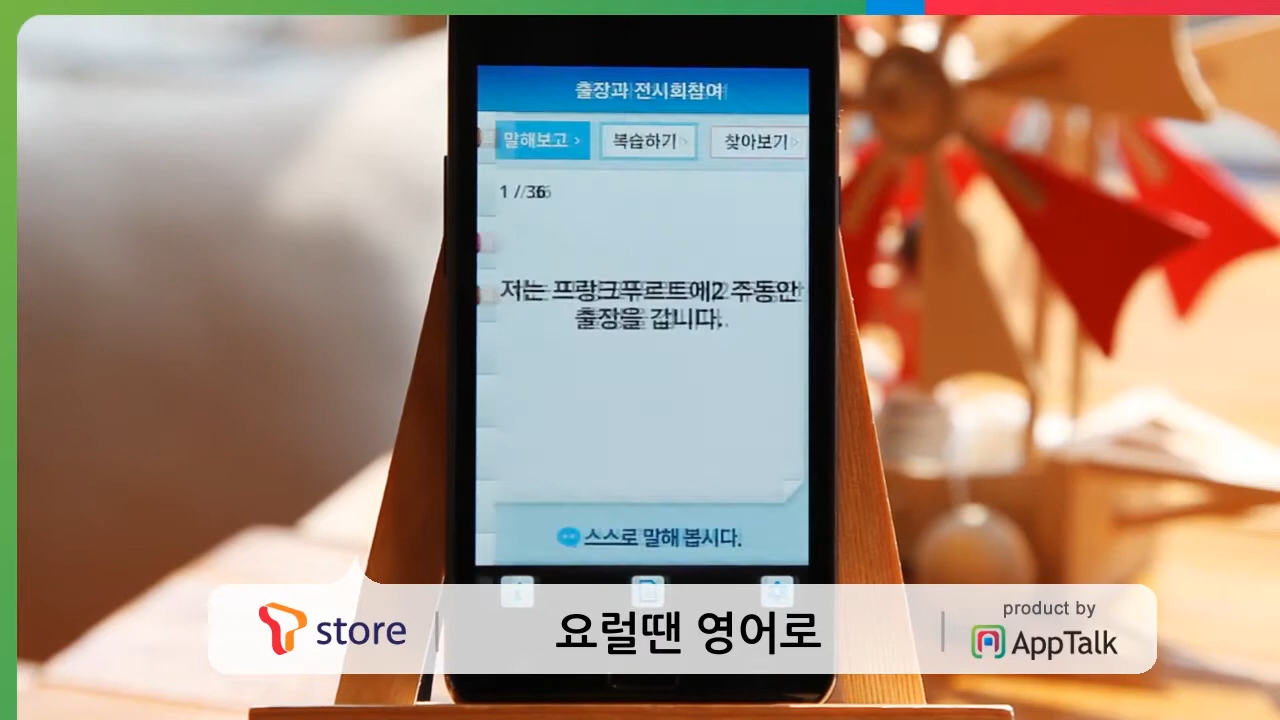 출장과 전시회참여
말해보고 > 복습하기 > 찾아보기 >
1 / 36
저는 프랑크푸르트에2 주동안
출장을 갑니다.
스스로 말해 봅시다.
T store | 요럴땐 영어로 | product by
AppTalk